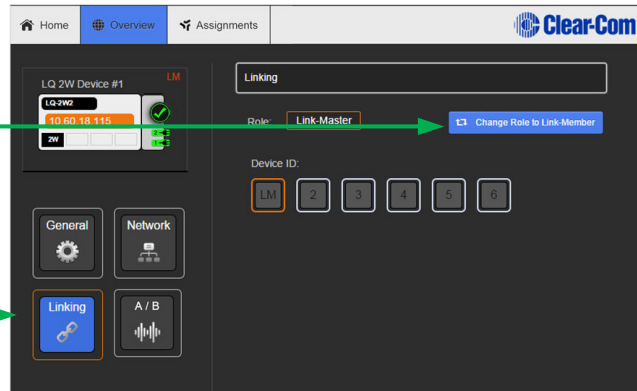 Home
Overview
Assignments
Clear-Com
LQ 2W Device #1
LM
LQ-2W2
10.60.18.115
2W
Linking
Role:
Link-Master
Change Role to Link-Member
Device ID:
LM
2
3
4
5
6
General
Network
Linking
A / B